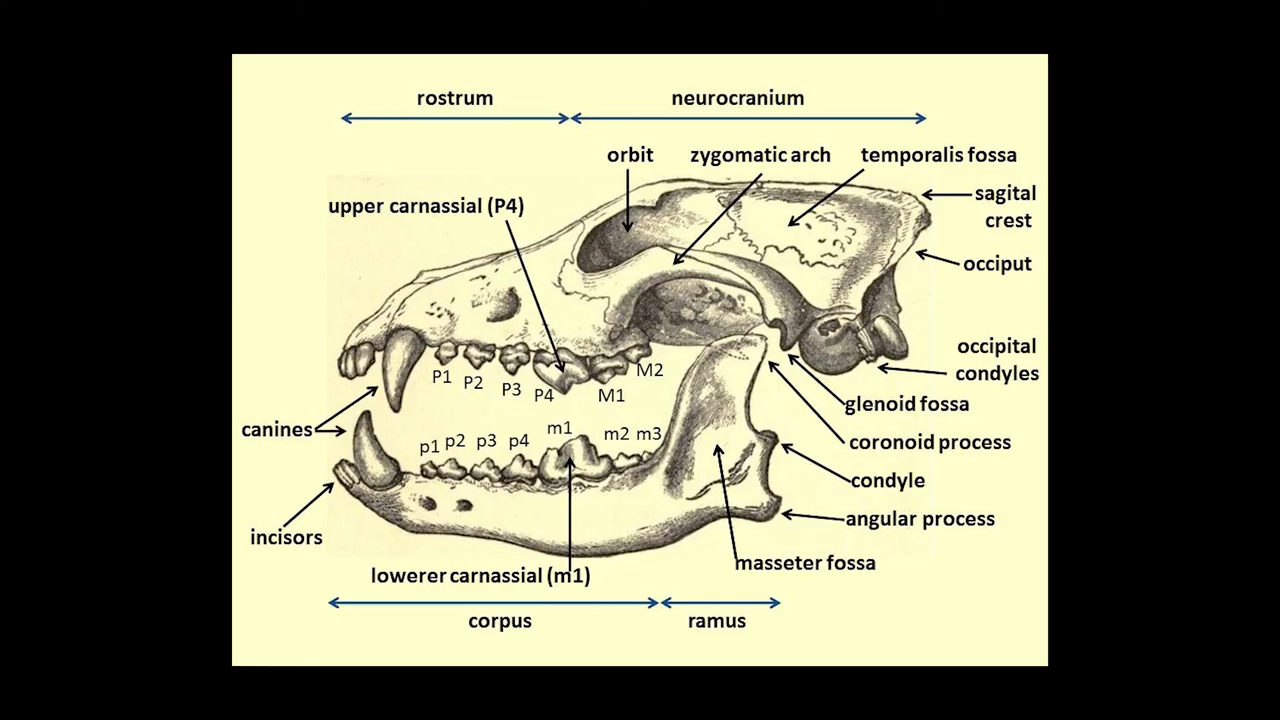 rostrum
neurocranium
orbit
zygomatic arch
temporalis fossa
upper carnassial (P4)
sagital
crest
occiput
occipital
condyles
P1
P2
P3
P4
M1
M2
glenoid fossa
canines
p1
p2
p3
p4
m1
m2
m3
coronoid process
condyle
incisors
angular process
masseter fossa
lowerer carnassial (m1)
corpus
ramus